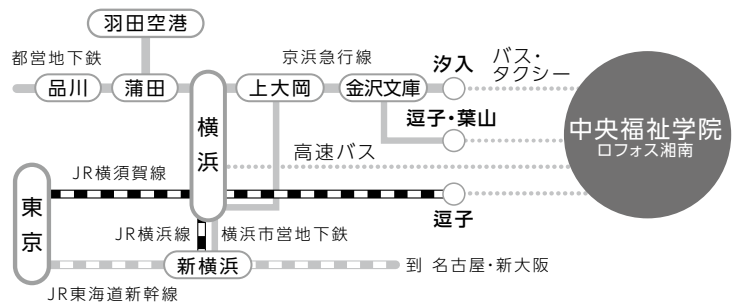 羽田空港
都営地下鉄
京浜急行線
品川
蒲田
横浜
上大岡
金沢文庫
汐入
バス・
タクシー
逗子・葉山
中央福祉学院
ロフォス湘南
高速バス
JR横須賀線
東京
逗子
JR横浜線
横浜市営地下鉄
新横浜
到 名古屋・新大阪
JR東海道新幹線